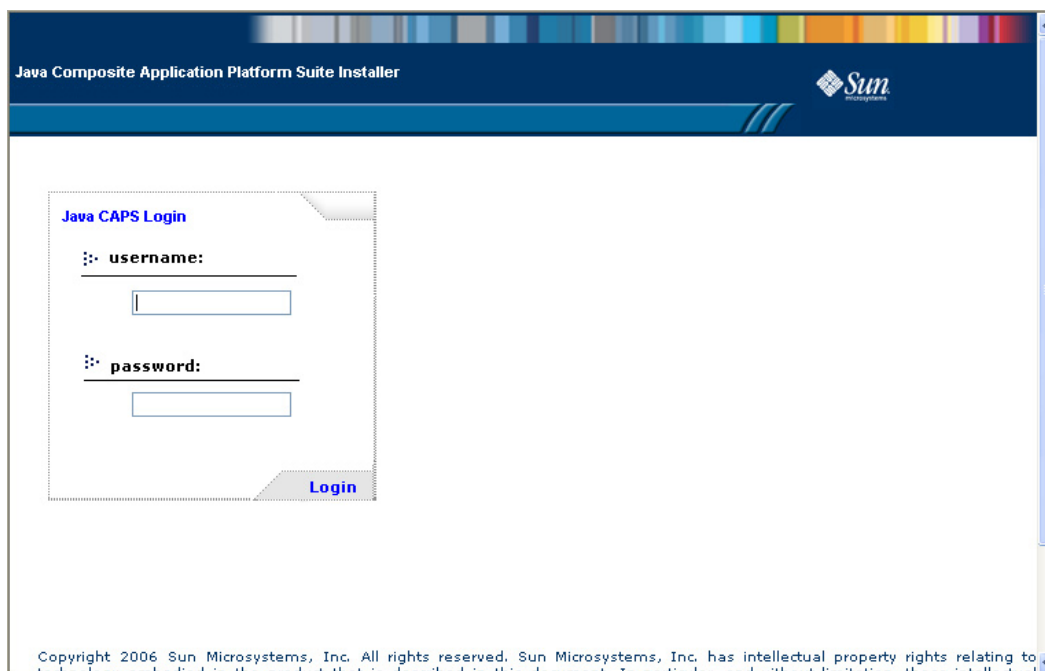 Java Composite Application Platform Suite Installer
Sun
microsystems
Java CAPS Login
username:
password:
Login
Copyright 2006 Sun Microsystems, Inc. All rights reserved. Sun Microsystems, Inc. has intellectual property rights relating to